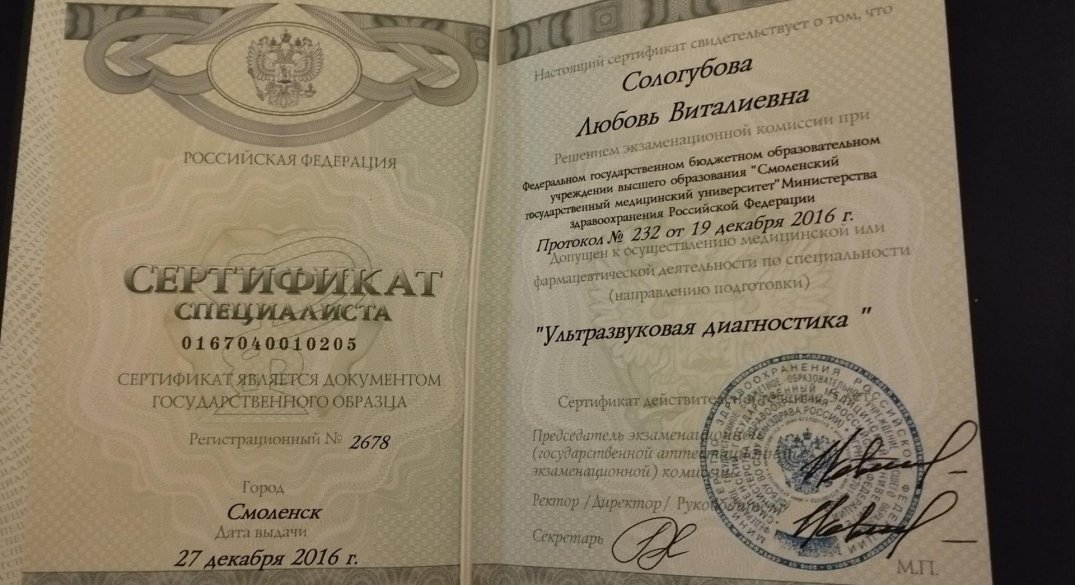 РОССИЙСКАЯ ФЕДЕРАЦИЯ
СЕРТИФИКАТ
СПЕЦИАЛИСТА
0167040010205
СЕРТИФИКАТ ЯВЛЯЕТСЯ ДОКУМЕНТОМ
ГОСУДАРСТВЕННОГО ОБРАЗЦА
Регистрационный № 2678
Город
Смоленск
Дата выдачи
27 декабря 2016 г.
Настоящий сертификат свидетельствует о том, что
Сологубова
Любовь Виталиевна
Решением экзаменационной комиссии при
Федеральном государственном бюджетном образовательном
учреждении высшего образования "Смоленский
государственный медицинский университет" Министерства
здравоохранения Российской Федерации
Протокол № 232 от 19 декабря 2016 г.
Допущен к осуществлению медицинской или
фармацевтической деятельности по специальности
(направлению подготовки)
"Ультразвуковая диагностика "
Сертификат действителен
Председатель
(государственной
экзаменационной)
Ректор /Директор/
Секретарь
М.П.